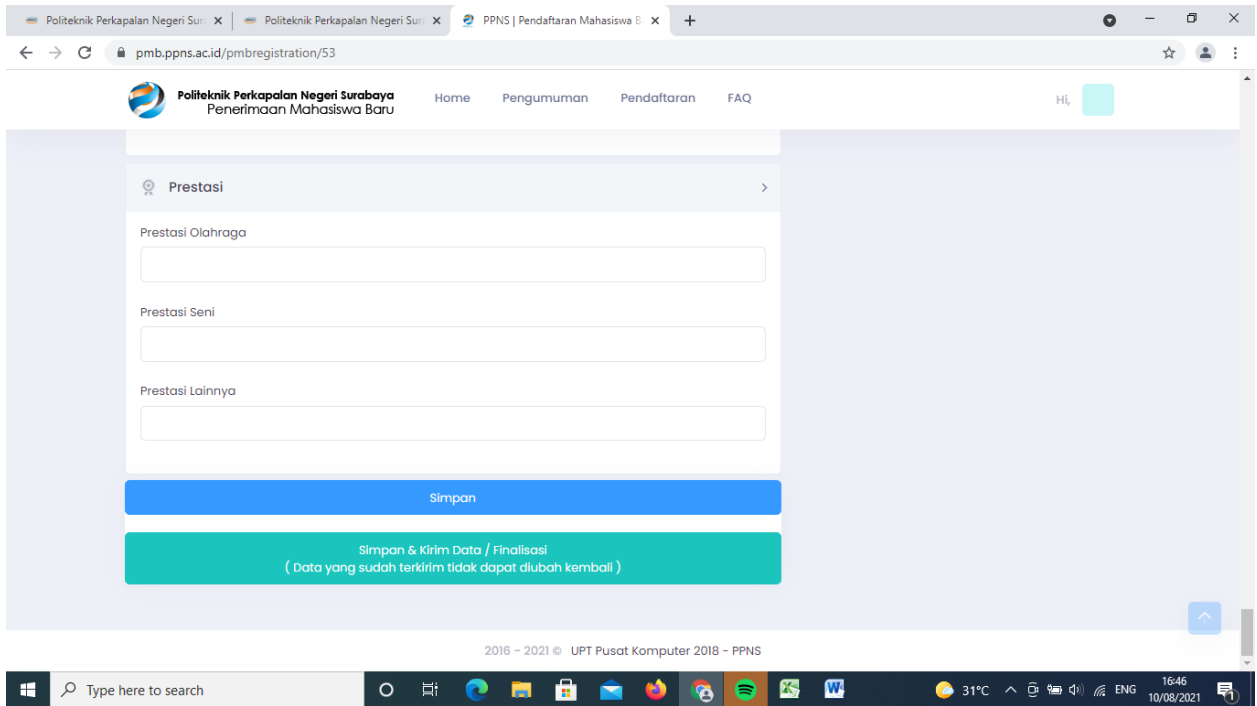 Politeknik Perkapalan Negeri Sur
Politeknik Perkapalan Negeri Sur
PPNS | Pendaftaran Mahasiswa B
pmb.ppns.ac.id/pmbregistration/53
Politeknik Perkapalan Negeri Surabaya
Penerimaan Mahasiswa Baru
Home Pengumuman Pendaftaran FAQ
Hi,
Prestasi
Prestasi Olahraga
Prestasi Seni
Prestasi Lainnya
Simpan
Simpan & Kirim Data / Finalisasi
( Data yang sudah terkirim tidak dapat diubah kembali )
2016 - 2021 © UPT Pusat Komputer 2018 - PPNS
Type here to search
31°C ENG
16:46
10/08/2021